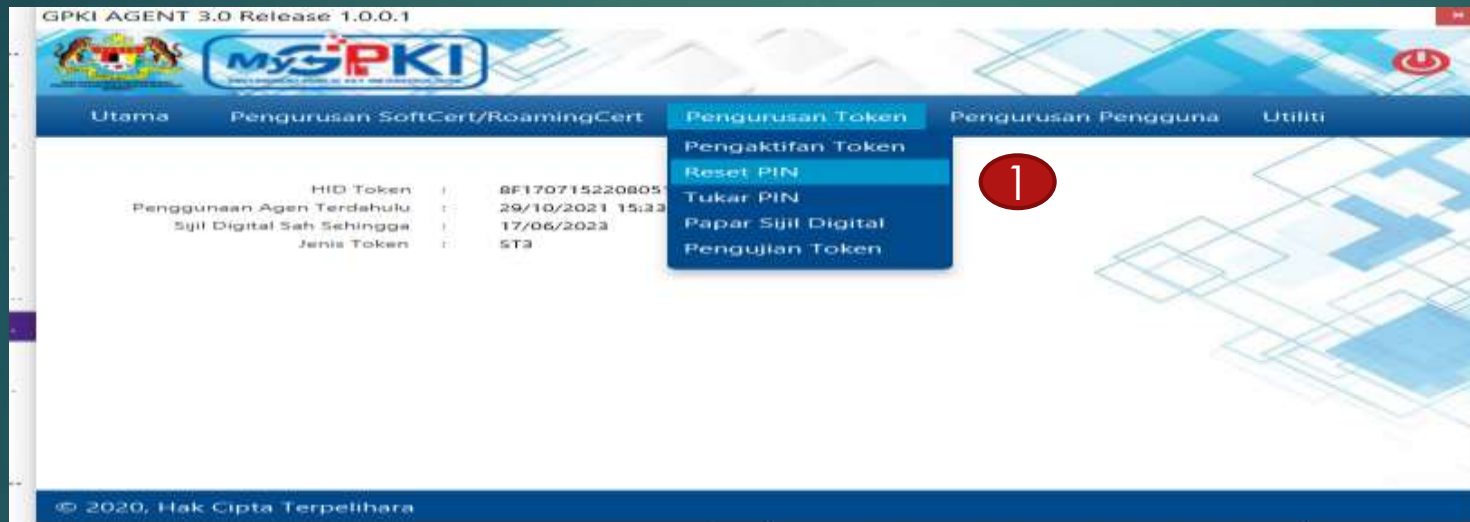 GPKI AGENT 3.0 Release 1.0.0.1
MyGPKI
Utama Pengurusan SoftCert/RoamingCert Pengurusan Token Pengurusan Pengguna Utiliti
Pengaktifan Token
Reset PIN
Tukar PIN
Papar Sijil Digital
Pengujian Token
1
HID Token : 8F170715220805
Penggunaan Agen Terdahulu : 29/10/2021 15:33
Sijil Digital Sah Sehingga : 17/06/2023
Jenis Token : ST3
© 2020, Hak Cipta Terpelihara